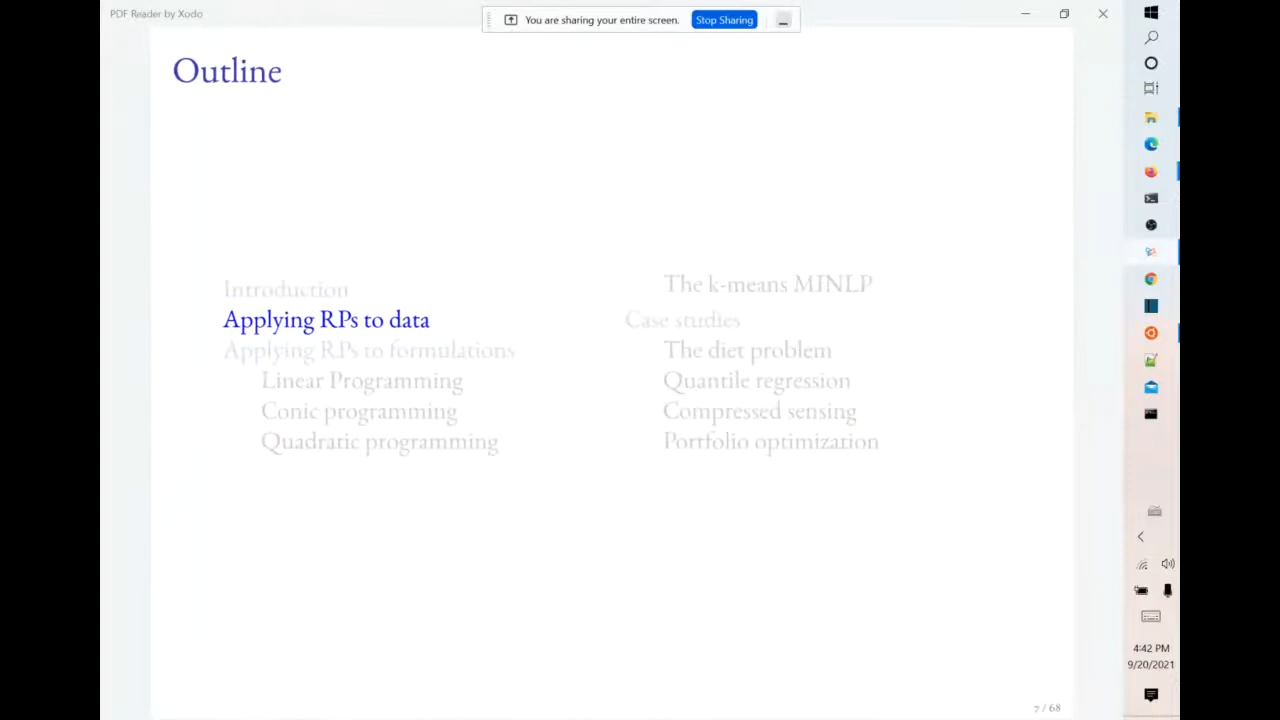 PDF Reader by Xodo
You are sharing your entire screen.
Stop Sharing
Outline
Introduction
Applying RPs to data
Applying RPs to formulations
Linear Programming
Conic programming
Quadratic programming
The k-means MINLP
Case studies
The diet problem
Quantile regression
Compressed sensing
Portfolio optimization
7 / 68
4:42 PM
9/20/2021